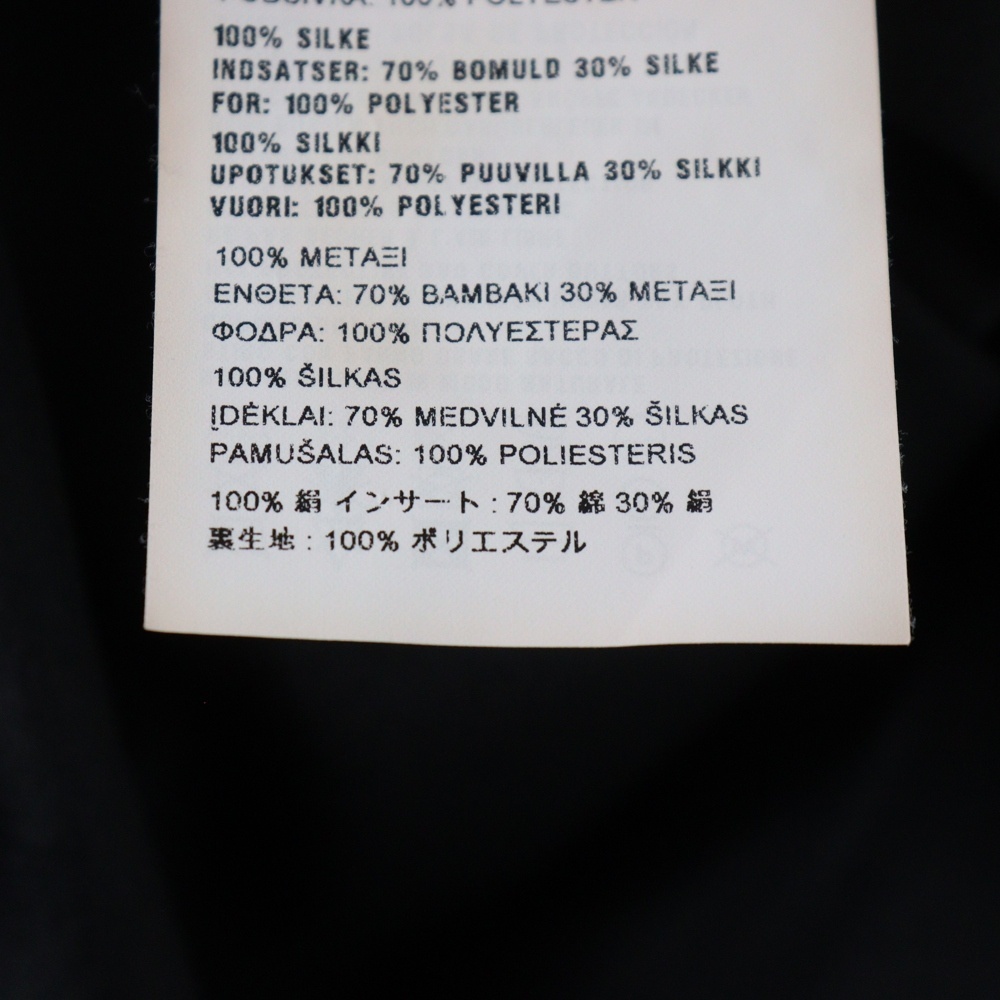 100% POLYESTER
100% SILKE
INDSATSER: 70% BOMULD 30% SILKE
FOR: 100% POLYESTER
100% SILKKI
UPOTUKSET: 70% PUUVILLA 30% SILKKI
VUORI: 100% POLYESTERI
100% ΜΕΤΑΞΙ
ΕΝΘΕΤΑ: 70% ΒΑΜΒΑΚΙ 30% ΜΕΤΑΞΙ
ΦΟΔΡΑ: 100% ΠΟΛΥΕΣΤΕΡΑΣ
100% ŠILKAS
ĮDĖKLAI: 70% MEDVILNĖ 30% ŠILKAS
PAMUŠALAS: 100% POLIESTERIS
100% 絹 インサート : 70% 綿 30% 絹
裏生地 : 100% ポリエステル